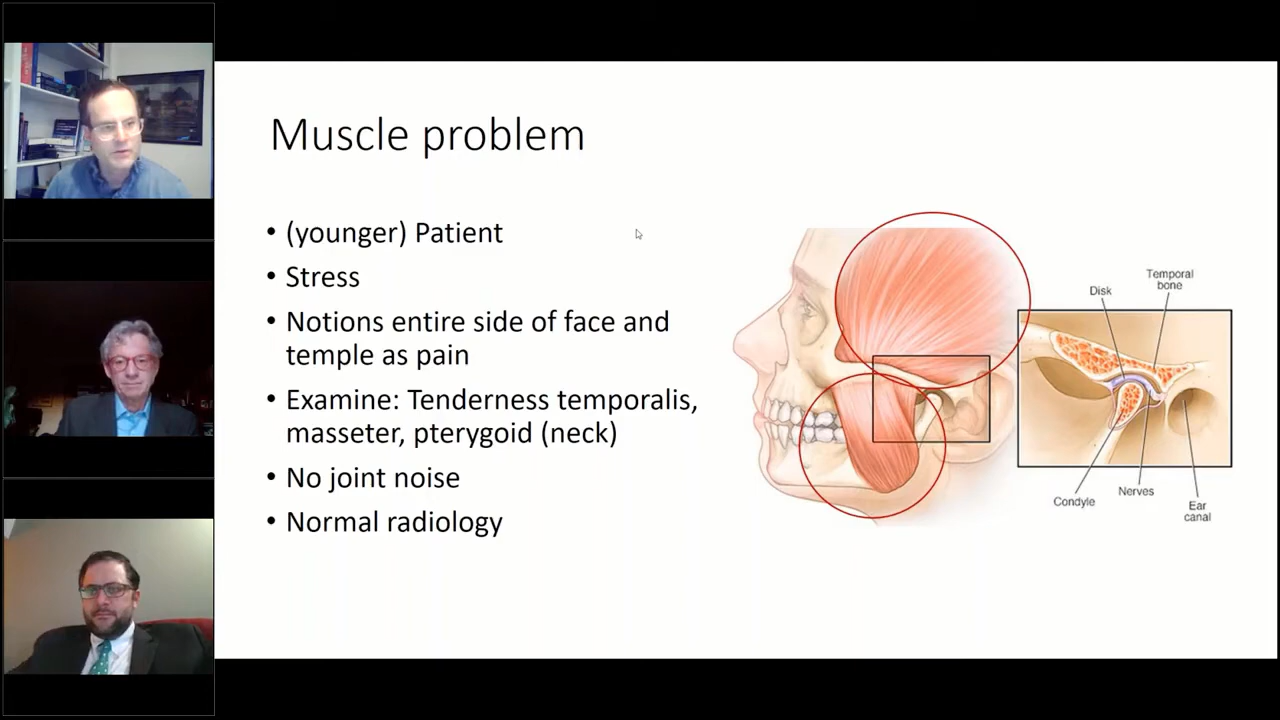 Muscle problem
• (younger) Patient
• Stress
• Notions entire side of face and
temple as pain
• Examine: Tenderness temporalis,
masseter, pterygoid (neck)
• No joint noise
• Normal radiology
Temporal
bone
Disk
Condyle
Nerves
Ear
canal